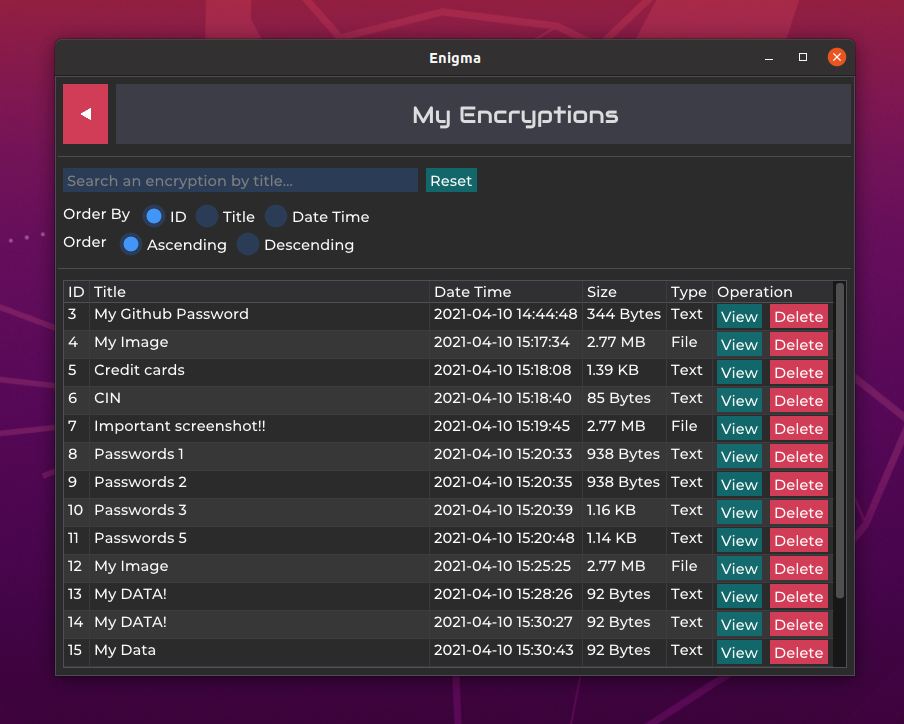 Enigma
My Encryptions
Search an encryption by title...
Reset
Order By ID Title Date Time
Order Ascending Descending
ID Title Date Time Size Type Operation
3 My Github Password 2021-04-10 14:44:48 344 Bytes Text View Delete
4 My Image 2021-04-10 15:17:34 2.77 MB File View Delete
5 Credit cards 2021-04-10 15:18:08 1.39 KB Text View Delete
6 CIN 2021-04-10 15:18:40 85 Bytes Text View Delete
7 Important screenshot!! 2021-04-10 15:19:45 2.77 MB File View Delete
8 Passwords 1 2021-04-10 15:20:33 938 Bytes Text View Delete
9 Passwords 2 2021-04-10 15:20:35 938 Bytes Text View Delete
10 Passwords 3 2021-04-10 15:20:39 1.16 KB Text View Delete
11 Passwords 5 2021-04-10 15:20:48 1.14 KB Text View Delete
12 My Image 2021-04-10 15:25:25 2.77 MB File View Delete
13 My DATA! 2021-04-10 15:28:26 92 Bytes Text View Delete
14 My DATA! 2021-04-10 15:30:27 92 Bytes Text View Delete
15 My Data 2021-04-10 15:30:43 92 Bytes Text View Delete